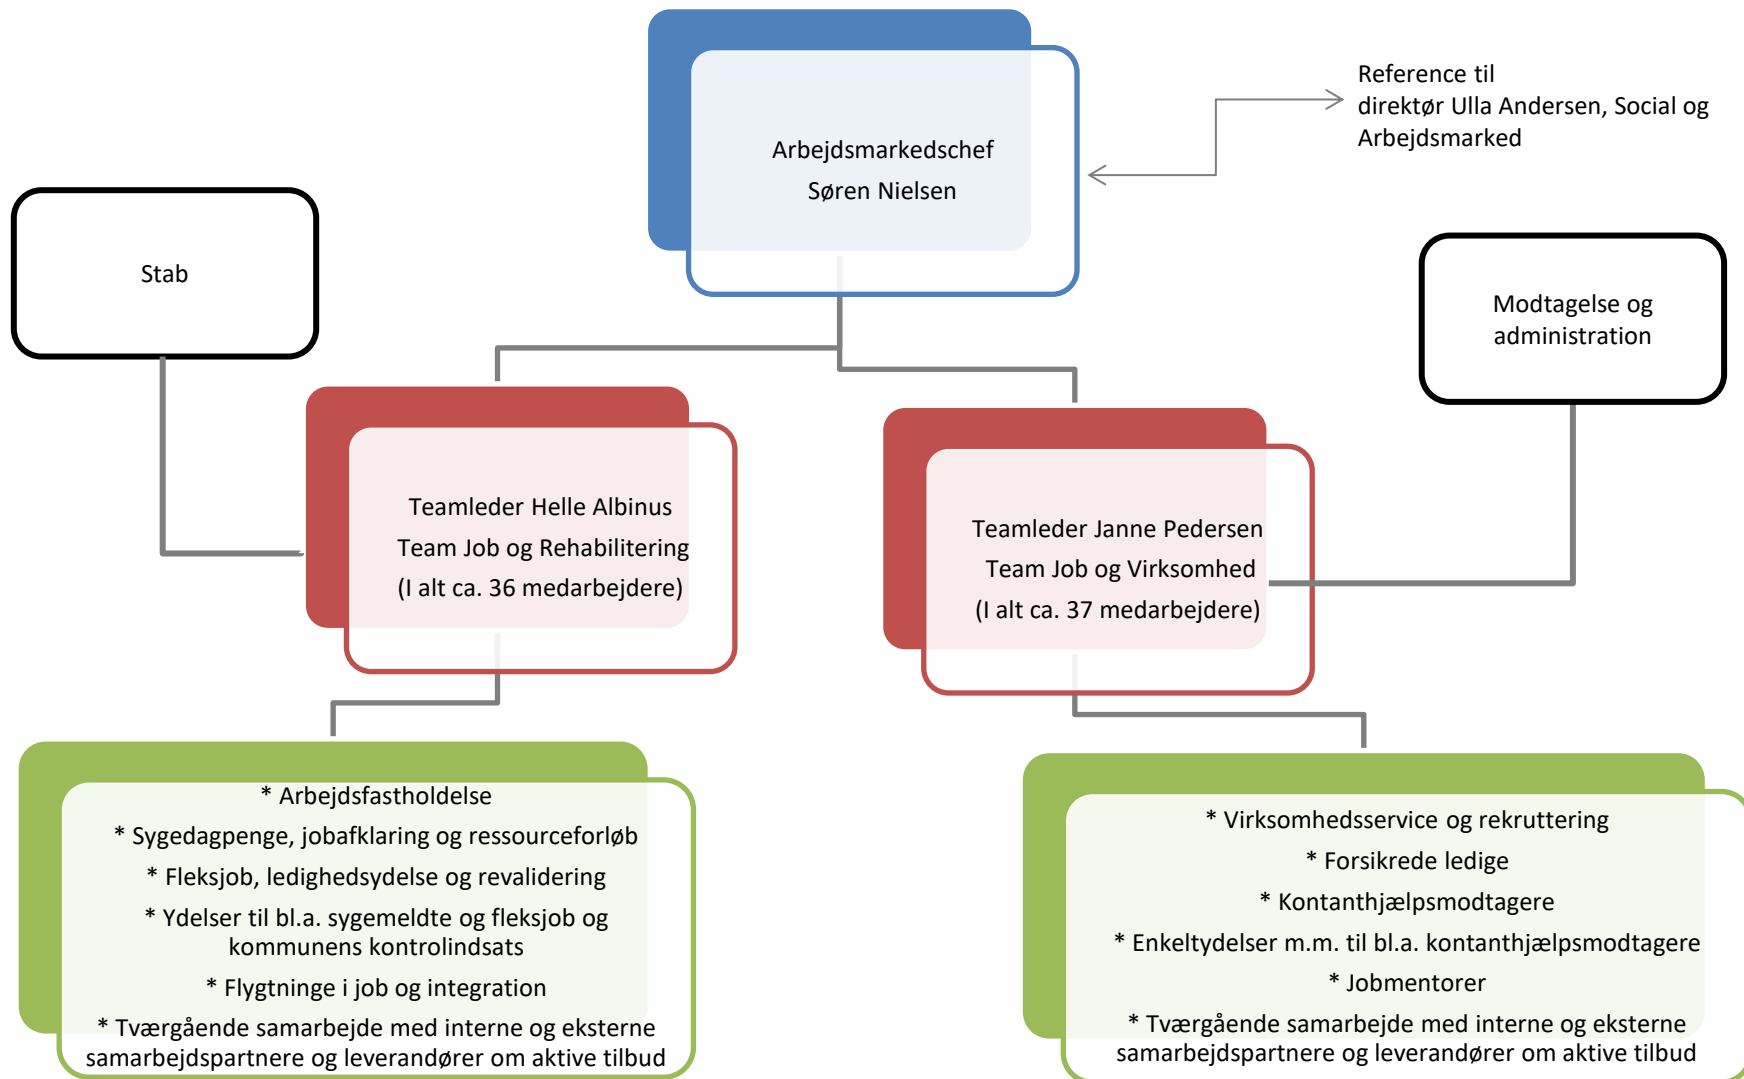 Reference til
direktør Ulla Andersen, Social og
Arbejdsmarked
Arbejdsmarkedschef
Søren Nielsen
Stab
Modtagelse og
administration
Teamleder Helle Albinus
Team Job og Rehabilitering
(I alt ca. 36 medarbejdere)
Teamleder Janne Pedersen
Team Job og Virksomhed
(I alt ca. 37 medarbejdere)
* Arbejdsfastholdelse
* Sygedagpenge, jobafklaring og ressourceforløb
* Fleksjob, ledighedsydelse og revalidering
* Ydelser til bl.a. sygemeldte og fleksjob og
kommunens kontrolindsats
* Flygtninge i job og integration
* Tværgående samarbejde med interne og eksterne
samarbejdspartnere og leverandører om aktive tilbud
* Virksomhedsservice og rekruttering
* Forsikrede ledige
* Kontanthjælpsmodtagere
* Enkeltydelser m.m. til bl.a. kontanthjælpsmodtagere
* Jobmentorer
* Tværgående samarbejde med interne og eksterne
samarbejdspartnere og leverandører om aktive tilbud